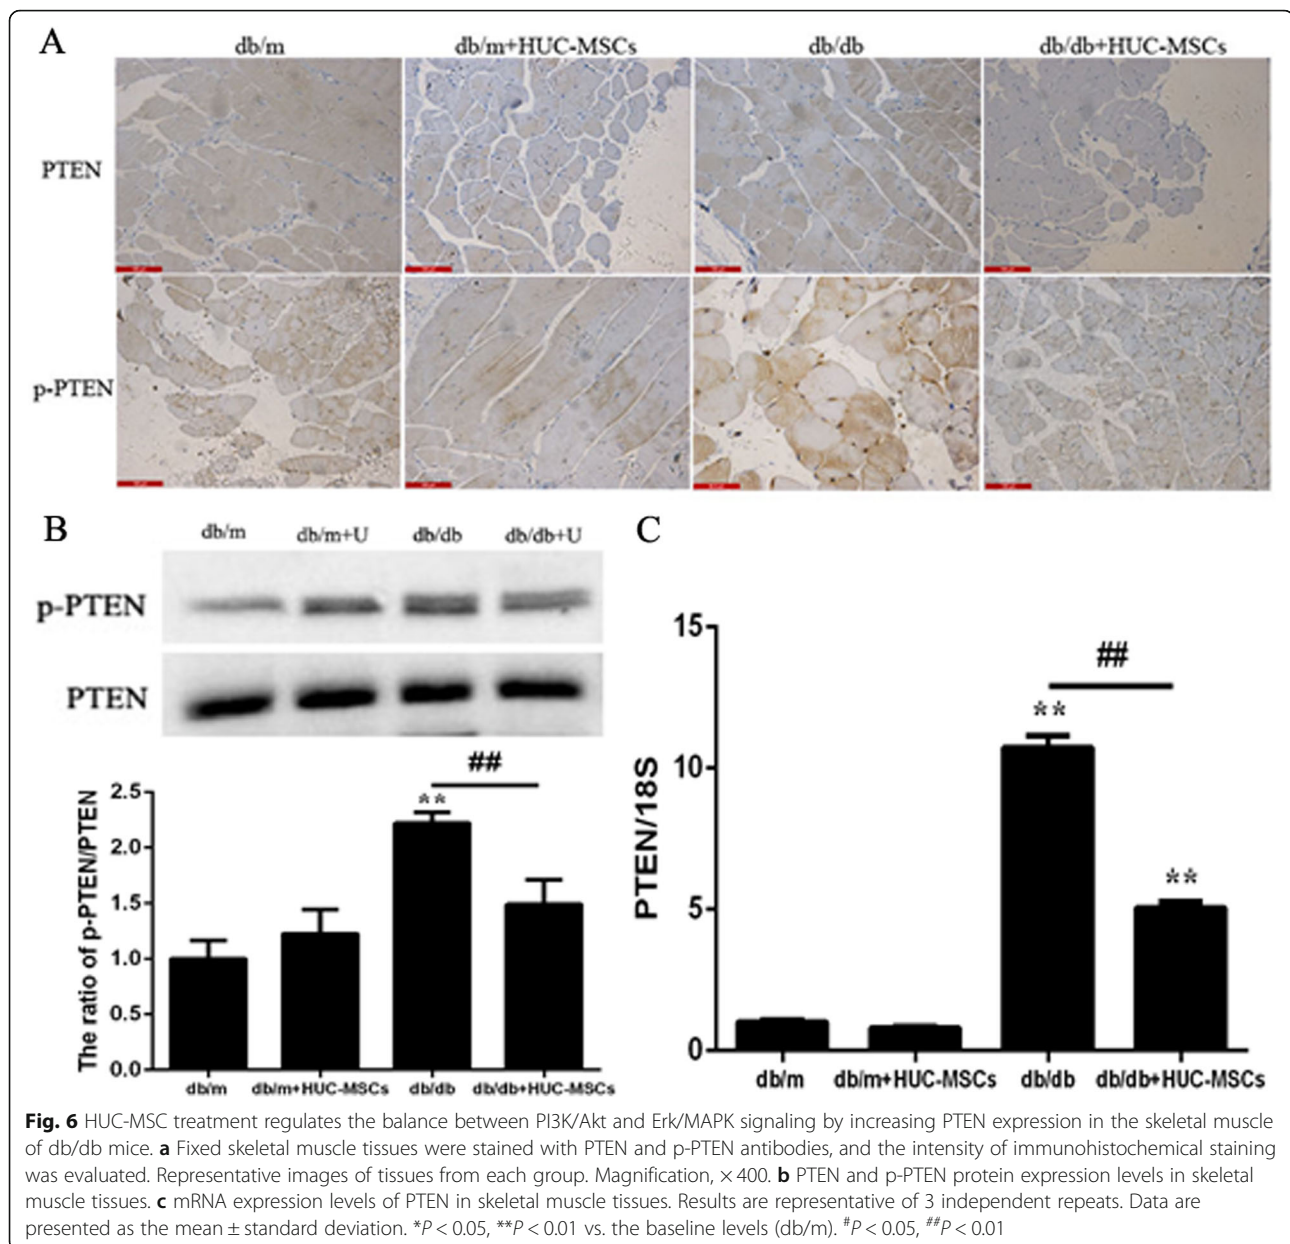 A
db/m
db/m+HUC-MSCs
db/db
db/db+HUC-MSCs
PTEN
p-PTEN
B
db/m
db/m+U
db/db
db/db+U
p-PTEN
PTEN
The ratio of p-PTEN/PTEN
2.5
2.0
1.5
1.0
0.5
0.0
**
##
db/m
db/m+HUC-MSCs
db/db
db/db+HUC-MSCs
C
PTEN/18S
15
10
5
0
**
##
**
db/m
db/m+HUC-MSCs
db/db
db/db+HUC-MSCs
Fig. 6 HUC-MSC treatment regulates the balance between PI3K/Akt and Erk/MAPK signaling by increasing PTEN expression in the skeletal muscle
of db/db mice. a Fixed skeletal muscle tissues were stained with PTEN and p-PTEN antibodies, and the intensity of immunohistochemical staining
was evaluated. Representative images of tissues from each group. Magnification, × 400. b PTEN and p-PTEN protein expression levels in skeletal
muscle tissues. c mRNA expression levels of PTEN in skeletal muscle tissues. Results are representative of 3 independent repeats. Data are
presented as the mean ± standard deviation. *P < 0.05, **P < 0.01 vs. the baseline levels (db/m). #P < 0.05, ##P < 0.01